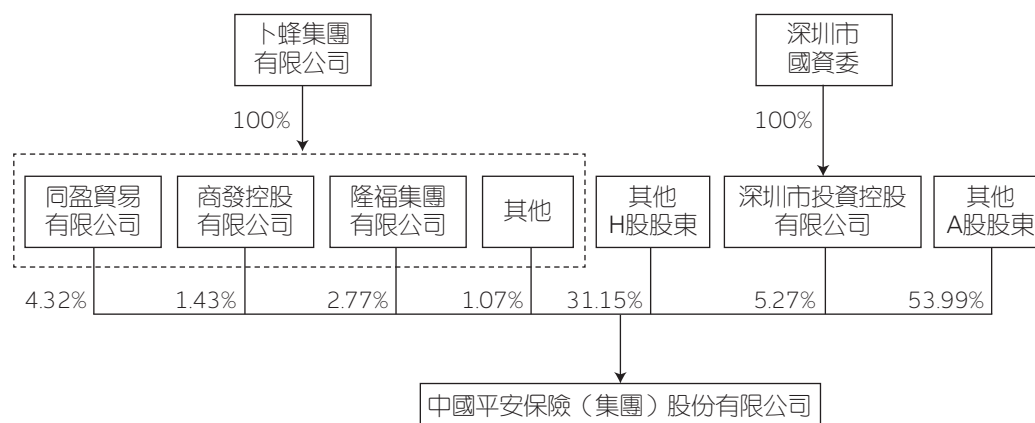 卜蜂集團
有限公司
深圳市
國資委
100%
100%
同盈貿易
有限公司
商發控股
有限公司
隆福集團
有限公司
其他
其他
H股股東
深圳市投資控股
有限公司
其他
A股股東
4.32%
1.43%
2.77%
1.07%
31.15%
5.27%
53.99%
中國平安保險（集團）股份有限公司